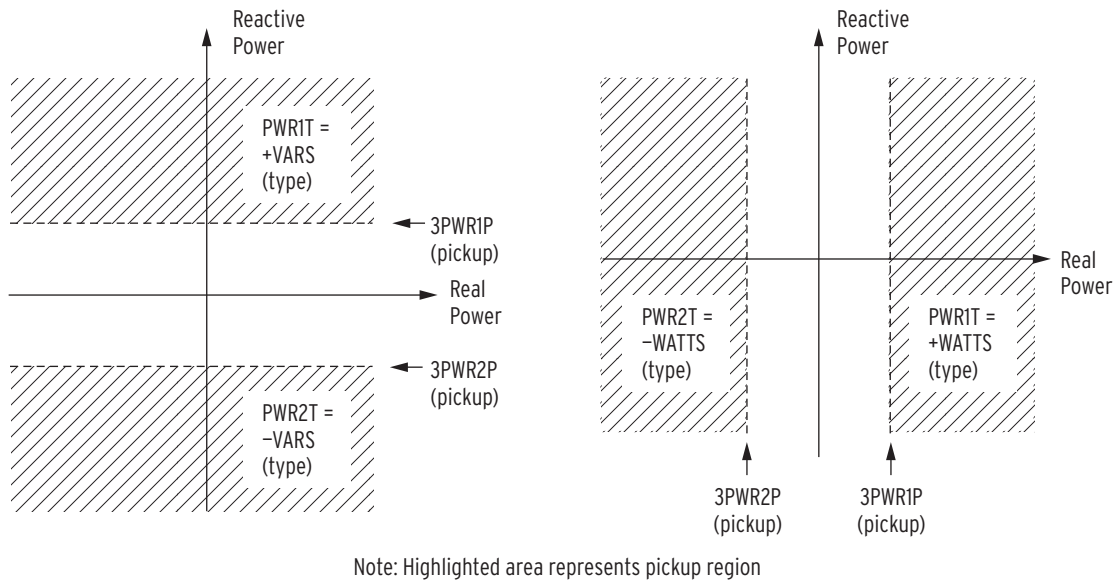 Reactive
Power
PWR1T =
+VARS
(type)
3PWR1P
(pickup)
Real
Power
3PWR2P
(pickup)
PWR2T =
−VARS
(type)
Reactive
Power
Real
Power
PWR2T =
−WATTS
(type)
PWR1T =
+WATTS
(type)
3PWR2P
(pickup)
3PWR1P
(pickup)
Note: Highlighted area represents pickup region